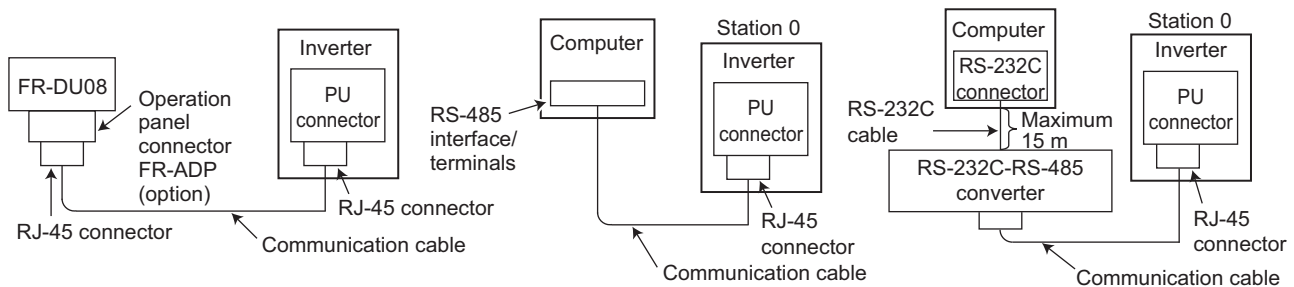 FR-DU08
Operation
panel
connector
FR-ADP
(option)
RJ-45 connector
Inverter
PU
connector
RJ-45 connector
Communication cable
Computer
RS-485
interface/
terminals
Station 0
Inverter
PU
connector
RJ-45
connector
Communication cable
Computer
RS-232C
connector
RS-232C
cable
Maximum
15 m
RS-232C-RS-485
converter
Station 0
Inverter
PU
connector
RJ-45
connector
Communication cable